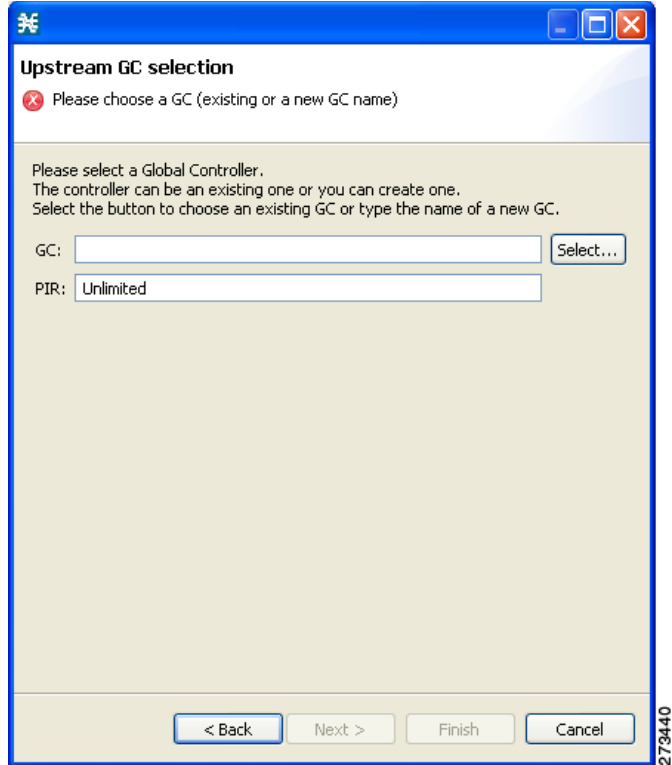 Upstream GC selection
Please choose a GC (existing or a new GC name)
Please select a Global Controller.
The controller can be an existing one or you can create one.
Select the button to choose an existing GC or type the name of a new GC.
GC:
Select...
PIR: Unlimited
< Back
Next >
Finish
Cancel
273440